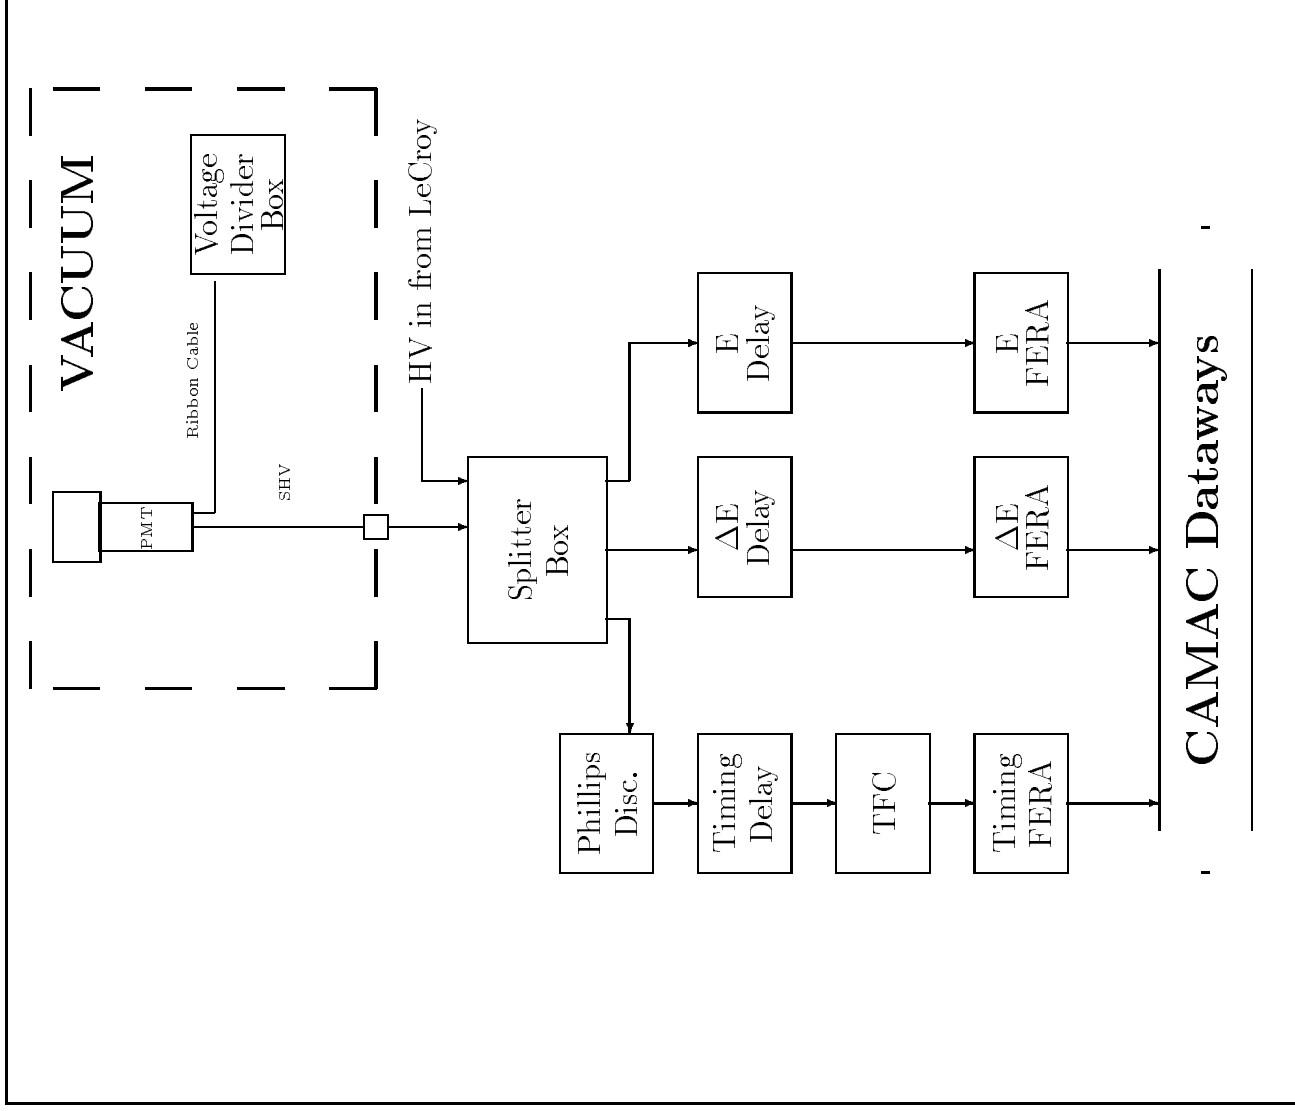 VACUUM
PMT
Ribbon Cable
SHV
Voltage
Divider
Box
HV in from LeCroy
Splitter
Box
Phillips
Disc.
Timing
Delay
ΔE
Delay
E
Delay
TFC
Timing
FERA
ΔE
FERA
E
FERA
CAMAC Dataways